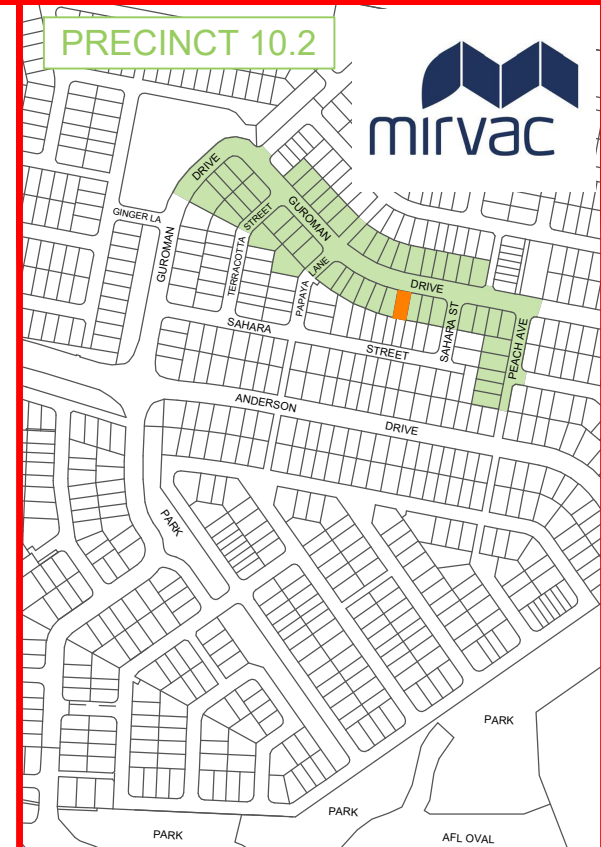 PRECINCT 10.2
mirvac
DRIVE
GINGER LA
STREET
GUROMAN
GUROMAN
TERRACOTTA
LANE
PAPAYA
DRIVE
SAHARA
STREET
SAHARA ST
PEACH AVE
ANDERSON
DRIVE
PARK
PARK
PARK
PARK
AFL OVAL